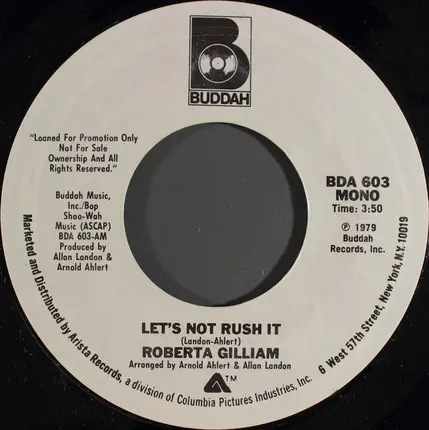 BUDDAH
"Loaned For Promotion Only
Not For Sale
Ownership And All
Rights Reserved."
Buddah Music,
Inc./Bop
Shoo-Wah
Music (ASCAP)
BDA 603-AM
Produced by
Allan Landon &
Arnold Ahlert
BDA 603
MONO
Time: 3:50
℗ 1979
Buddah
Records, Inc.
LET'S NOT RUSH IT
(Landon-Ahlert)
ROBERTA GILLIAM
Arranged by Arnold Ahlert & Allan Landon
TM
Marketed and Distributed by Arista Records, a division of Columbia Pictures Industries, Inc. 6 West 57th Street, New York, N.Y. 10019